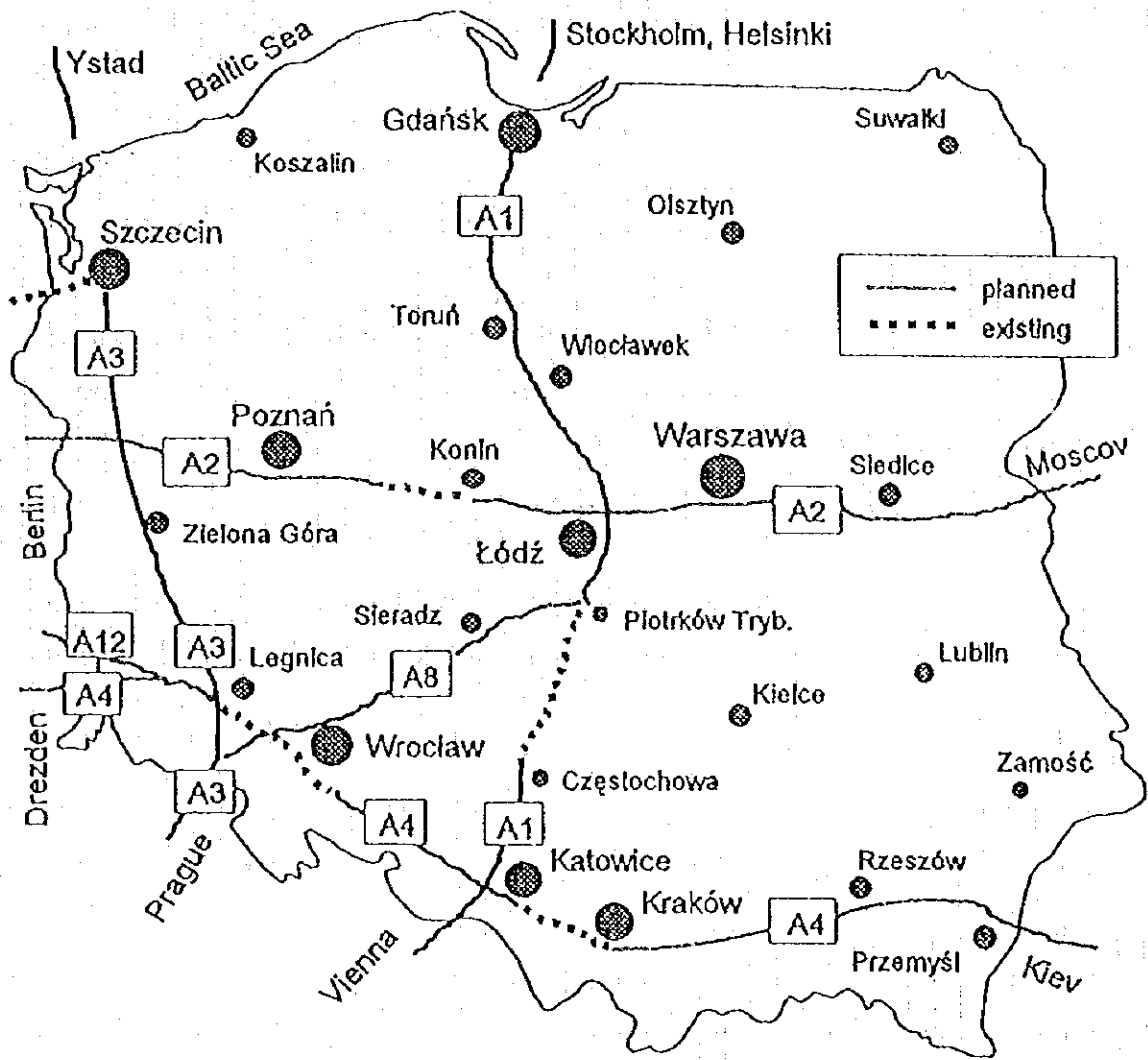 Ystad
Baltic Sea
Stockholm, Helsinki
Gdańsk
Suwałki
Koszalin
A1
Olsztyn
Szczecin
planned
existing
Toruń
Włocławek
A3
Poznań
Warszawa
A2
Konin
Siedlce
Moscov
A2
Berlin
Zielona Góra
Łódź
Sieradz
Piotrków Tryb.
A12
A3
Legnica
A8
Lublin
A4
Kielce
Drezden
Wrocław
A3
Częstochowa
Zamość
A4
A1
Prague
Katowice
Rzeszów
Kraków
A4
Vienna
Przemyśl
Kiev